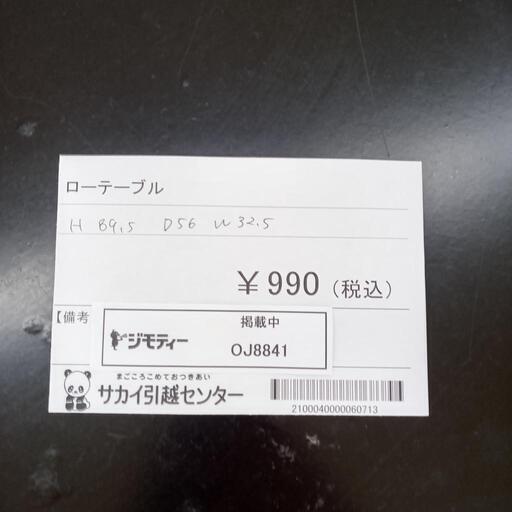 ローテーブル
H 89.5 D56 W 32.5
￥990（税込）
【備考
ジモティー
掲載中
OJ8841
まごころこめておつきあい
サカイ引越センター
2100040000060713